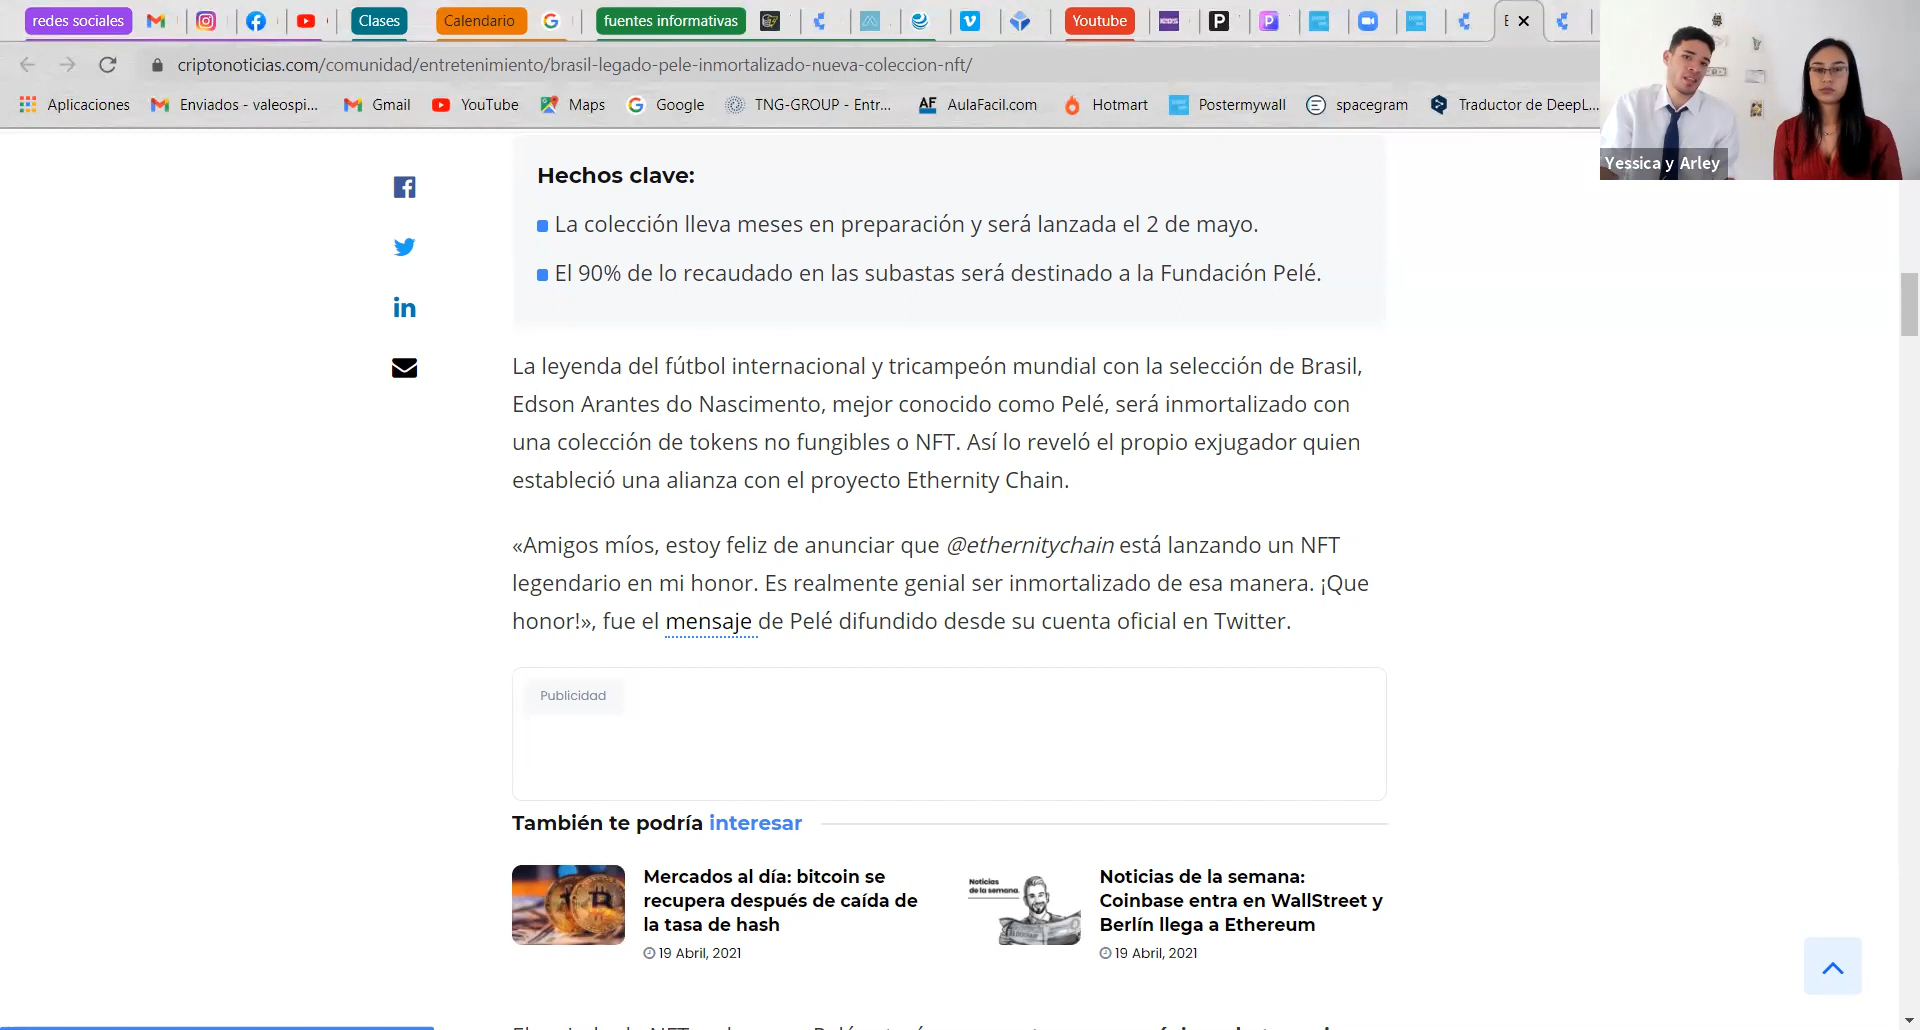 redes sociales
Clases
Calendario
fuentes informativas
Youtube
criptonoticias.com/comunidad/entretenimiento/brasil-legado-pele-inmortalizado-nueva-coleccion-nft/
Aplicaciones
Enviados - valeospi...
Gmail
YouTube
Maps
Google
TNG-GROUP - Entr...
AF
AulaFacil.com
Hotmart
Postermywall
spacegram
Traductor de DeepL...
Yessica y Arley
Hechos clave:
La colección lleva meses en preparación y será lanzada el 2 de mayo.
El 90% de lo recaudado en las subastas será destinado a la Fundación Pelé.
La leyenda del fútbol internacional y tricampeón mundial con la selección de Brasil,
Edson Arantes do Nascimento, mejor conocido como Pelé, será inmortalizado con
una colección de tokens no fungibles o NFT. Así lo reveló el propio exjugador quien
estableció una alianza con el proyecto Ethernity Chain.
«Amigos míos, estoy feliz de anunciar que @ethernitychain está lanzando un NFT
legendario en mi honor. Es realmente genial ser inmortalizado de esa manera. ¡Que
honor!», fue el mensaje de Pelé difundido desde su cuenta oficial en Twitter.
Publicidad
También te podría interesar
Mercados al día: bitcoin se
recupera después de caída de
la tasa de hash
19 Abril, 2021
Noticias
de la semana.
Noticias de la semana:
Coinbase entra en WallStreet y
Berlín llega a Ethereum
19 Abril, 2021